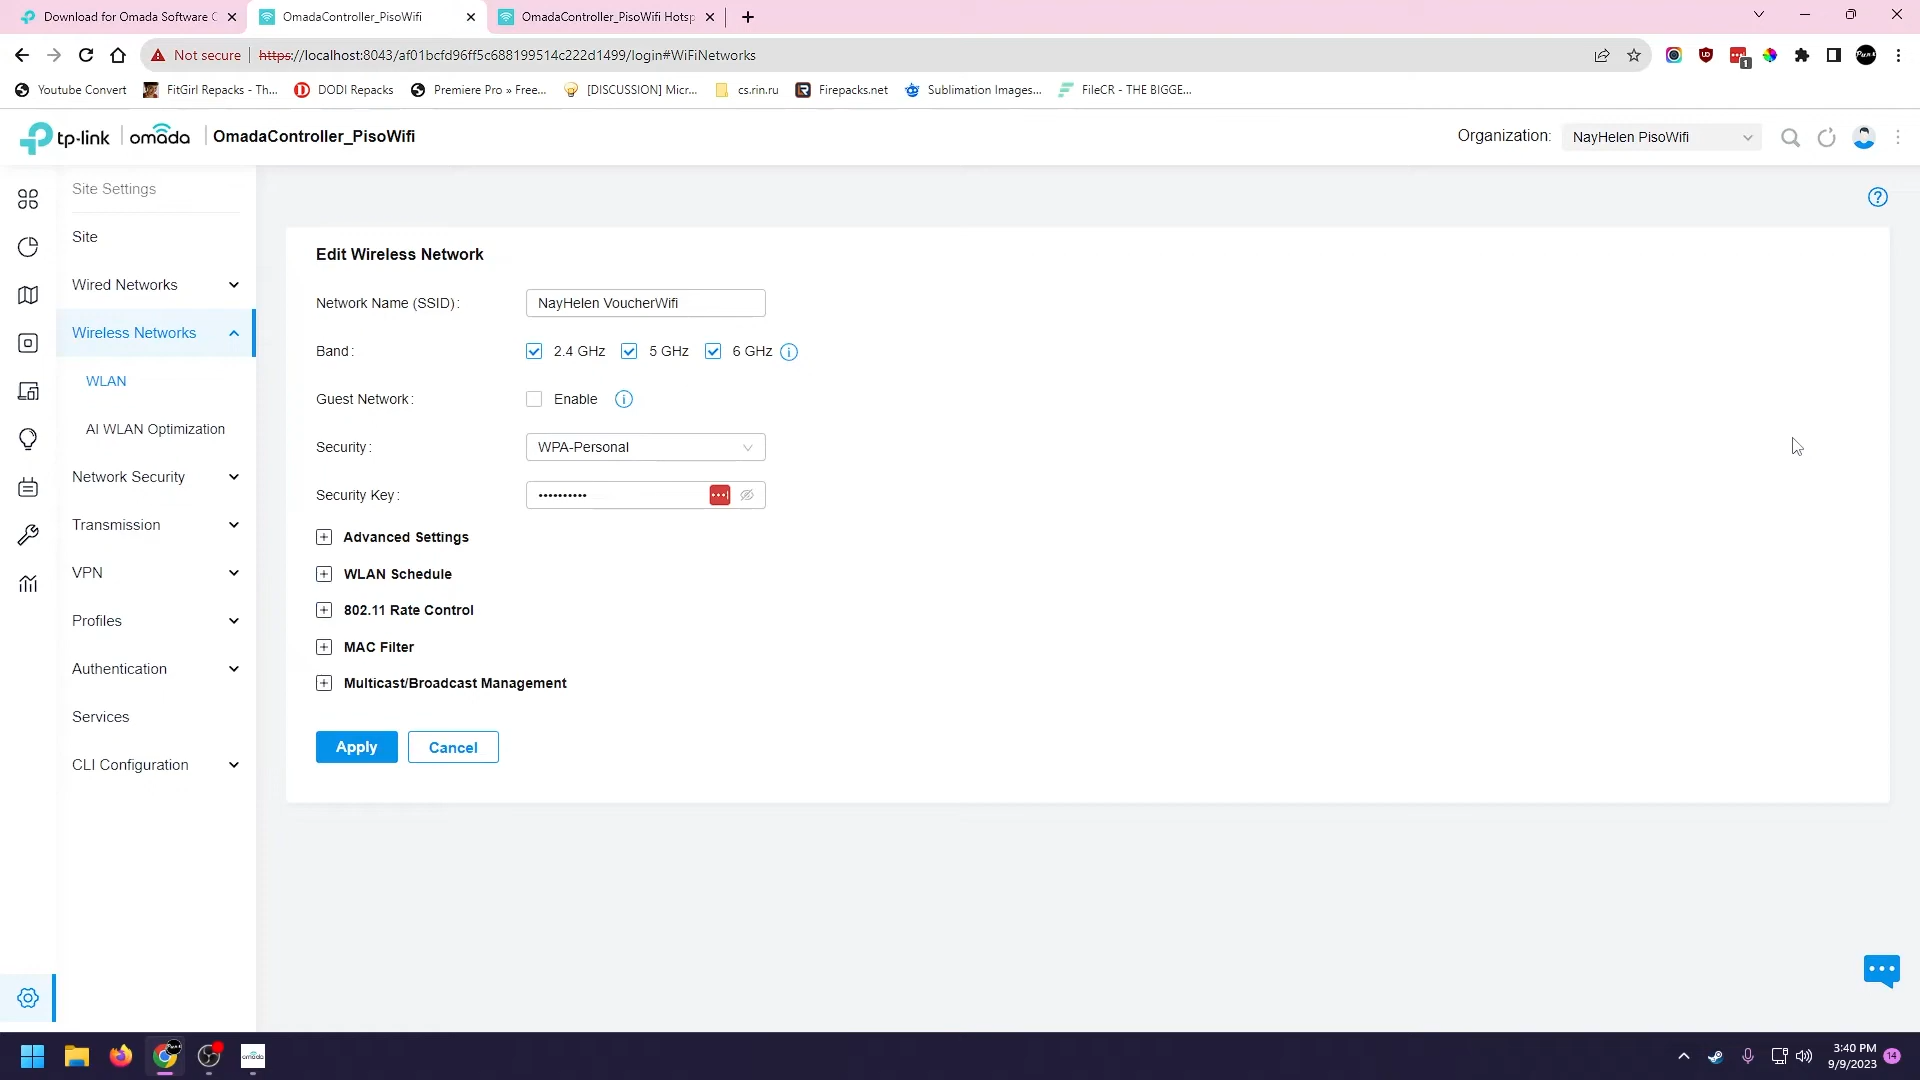 Download for Omada Software C
OmadaController_PisoWifi
OmadaController_PisoWifi Hotsp
Not secure
https://localhost:8043/af01bcfd96ff5c688199514c222d1499/login#WiFiNetworks
1
Youtube Convert
FitGirl Repacks - Th...
DODI Repacks
Premiere Pro » Free...
[DISCUSSION] Micr...
cs.rin.ru
Firepacks.net
Sublimation Images...
FileCR - THE BIGGE...
tp-link
omada
OmadaController_PisoWifi
Organization:
NayHelen PisoWifi
Site Settings
Site
Wired Networks
Wireless Networks
WLAN
AI WLAN Optimization
Network Security
Transmission
VPN
Profiles
Authentication
Services
CLI Configuration
Edit Wireless Network
Network Name (SSID):
NayHelen VoucherWifi
Band:
2.4 GHz
5 GHz
6 GHz
Guest Network:
Enable
Security:
WPA-Personal
Security Key:
••••••••••
Advanced Settings
WLAN Schedule
802.11 Rate Control
MAC Filter
Multicast/Broadcast Management
Apply
Cancel
omada
3:40 PM
9/9/2023
14